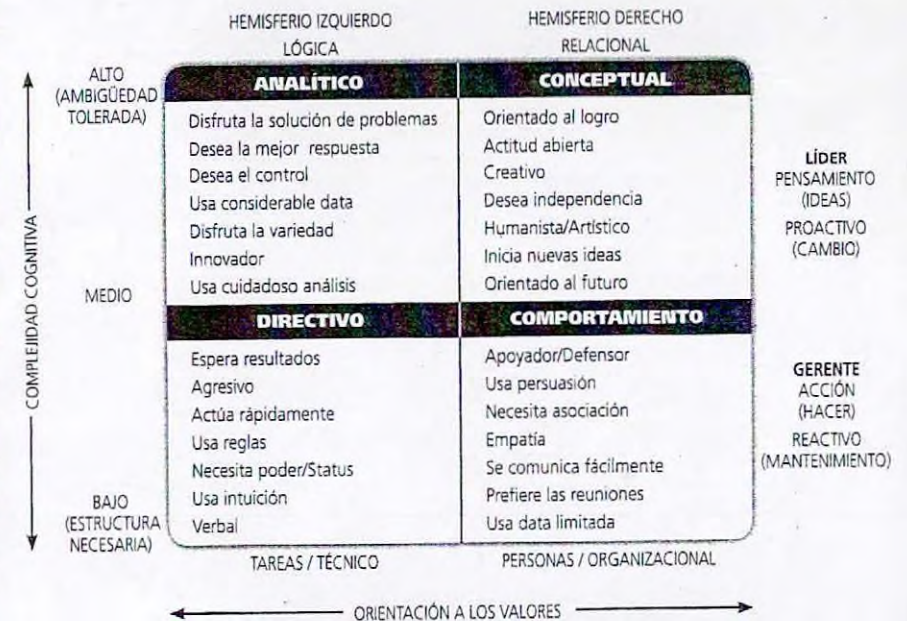 HEMISFERIO IZQUIERDO
LÓGICA
HEMISFERIO DERECHO
RELACIONAL
ALTO
(AMBIGÜEDAD
TOLERADA)
MEDIO
BAJO
(ESTRUCTURA
NECESARIA)
COMPLEJIDAD COGNITIVA
ANALÍTICO
Disfruta la solución de problemas
Desea la mejor respuesta
Desea el control
Usa considerable data
Disfruta la variedad
Innovador
Usa cuidadoso análisis
CONCEPTUAL
Orientado al logro
Actitud abierta
Creativo
Desea independencia
Humanista/Artístico
Inicia nuevas ideas
Orientado al futuro
DIRECTIVO
Espera resultados
Agresivo
Actúa rápidamente
Usa reglas
Necesita poder/Status
Usa intuición
Verbal
COMPORTAMIENTO
Apoyador/Defensor
Usa persuasión
Necesita asociación
Empatía
Se comunica fácilmente
Prefiere las reuniones
Usa data limitada
LÍDER
PENSAMIENTO
(IDEAS)
PROACTIVO
(CAMBIO)
GERENTE
ACCIÓN
(HACER)
REACTIVO
(MANTENIMIENTO)
TAREAS / TÉCNICO
PERSONAS / ORGANIZACIONAL
ORIENTACIÓN A LOS VALORES